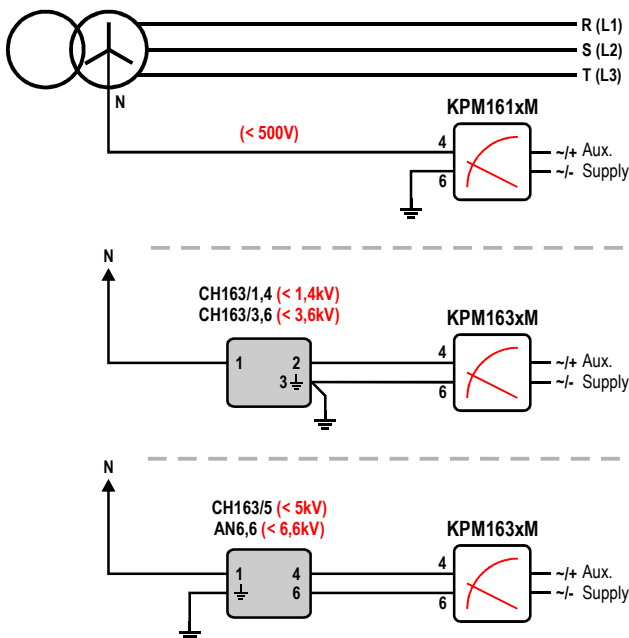 R (L1)
S (L2)
T (L3)
N
KPM161xM
(< 500V)
4
~/+ Aux.
6
~/- Supply
N
CH163/1,4 (< 1,4kV)
CH163/3,6 (< 3,6kV)
KPM163xM
1 2
3
4
~/+ Aux.
6
~/- Supply
N
CH163/5 (< 5kV)
AN6,6 (< 6,6kV)
KPM163xM
1 4
6
4
~/+ Aux.
6
~/- Supply